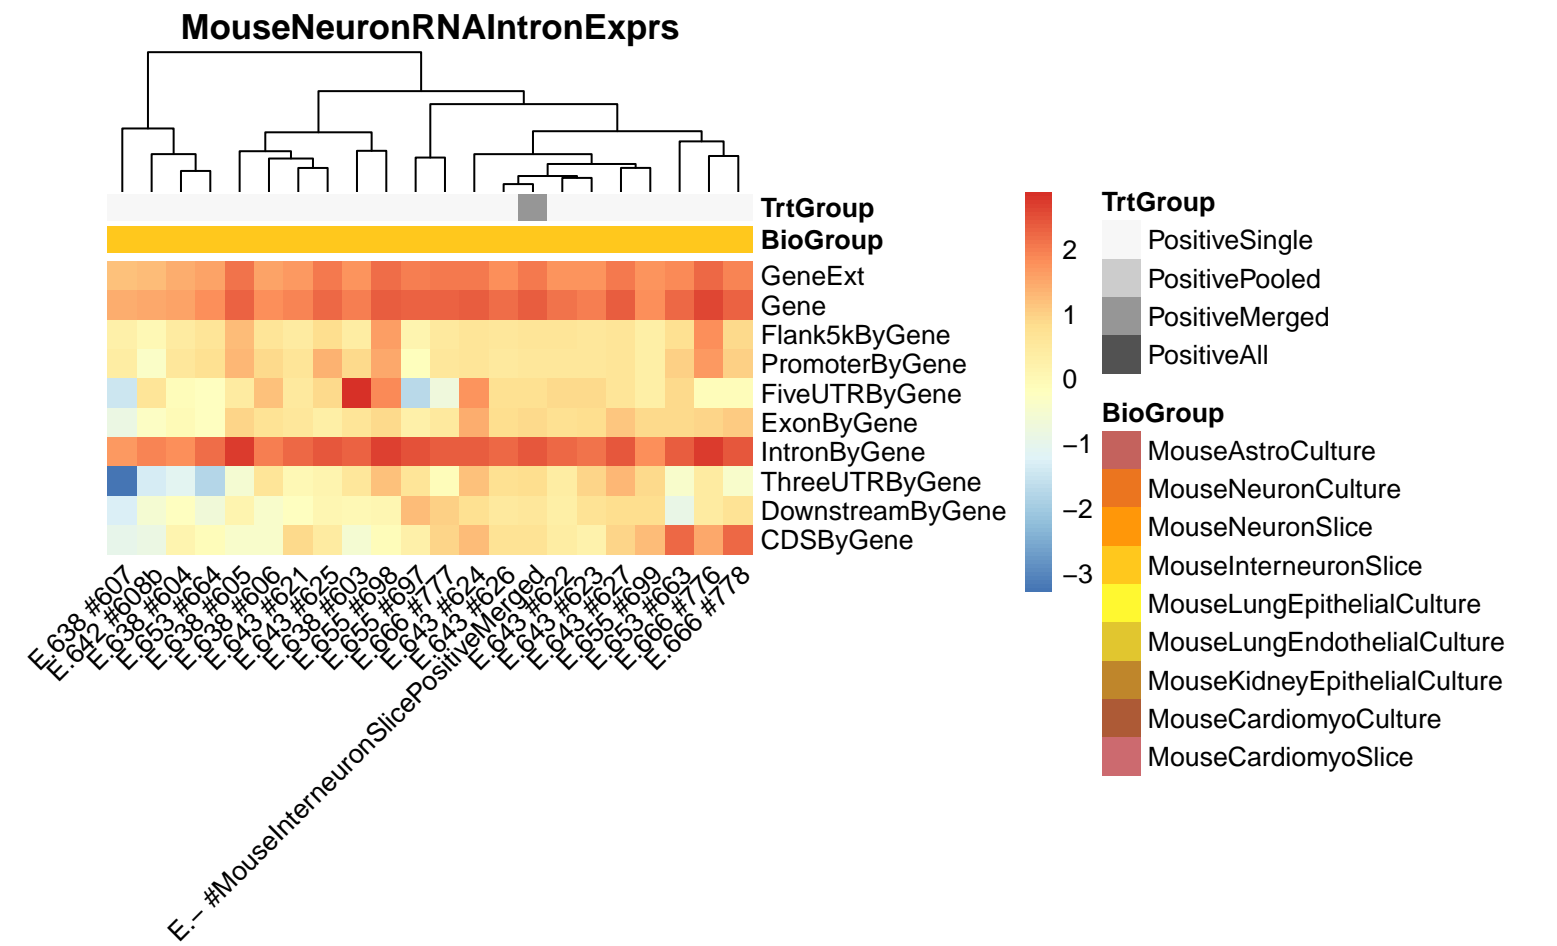 MouseNeuronRNAIntronExprs
TrtGroup
BioGroup
GeneExt
Gene
Flank5kByGene
PromoterByGene
FiveUTRByGene
ExonByGene
IntronByGene
ThreeUTRByGene
DownstreamByGene
CDSByGene
E.638 #607
E.642 #608b
E.638 #604
E.653 #664
E.638 #605
E.638 #606
E.643 #621
E.643 #625
E.638 #603
E.655 #698
E.655 #697
E.666 #777
E.643 #624
E.643 #626
E.– #MouseInterneuronSlicePositiveMerged
E.643 #622
E.643 #623
E.643 #627
E.655 #699
E.653 #663
E.666 #776
E.666 #778
2
1
0
−1
−2
−3
TrtGroup
PositiveSingle
PositivePooled
PositiveMerged
PositiveAll
BioGroup
MouseAstroCulture
MouseNeuronCulture
MouseNeuronSlice
MouseInterneuronSlice
MouseLungEpithelialCulture
MouseLungEndothelialCulture
MouseKidneyEpithelialCulture
MouseCardiomyoCulture
MouseCardiomyoSlice